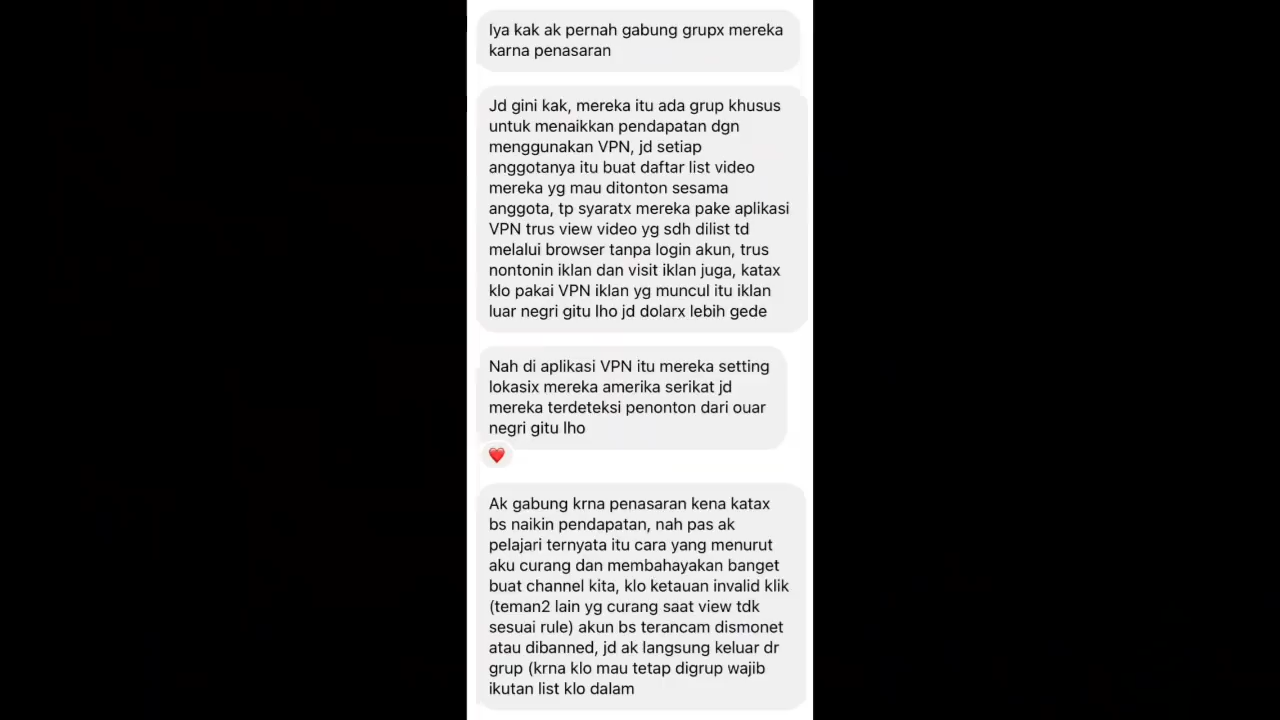 Iya kak ak pernah gabung grupx mereka
karna penasaran
Jd gini kak, mereka itu ada grup khusus
untuk menaikkan pendapatan dgn
menggunakan VPN, jd setiap
anggotanya itu buat daftar list video
mereka yg mau ditonton sesama
anggota, tp syaratx mereka pake aplikasi
VPN trus view video yg sdh dilist td
melalui browser tanpa login akun, trus
nontonin iklan dan visit iklan juga, katax
klo pakai VPN iklan yg muncul itu iklan
luar negri gitu lho jd dolarx lebih gede
Nah di aplikasi VPN itu mereka setting
lokasix mereka amerika serikat jd
mereka terdeteksi penonton dari ouar
negri gitu lho
Ak gabung krna penasaran kena katax
bs naikin pendapatan, nah pas ak
pelajari ternyata itu cara yang menurut
aku curang dan membahayakan banget
buat channel kita, klo ketauan invalid klik
(teman2 lain yg curang saat view tdk
sesuai rule) akun bs terancam dismonet
atau dibanned, jd ak langsung keluar dr
grup (krna klo mau tetap digrup wajib
ikutan list klo dalam